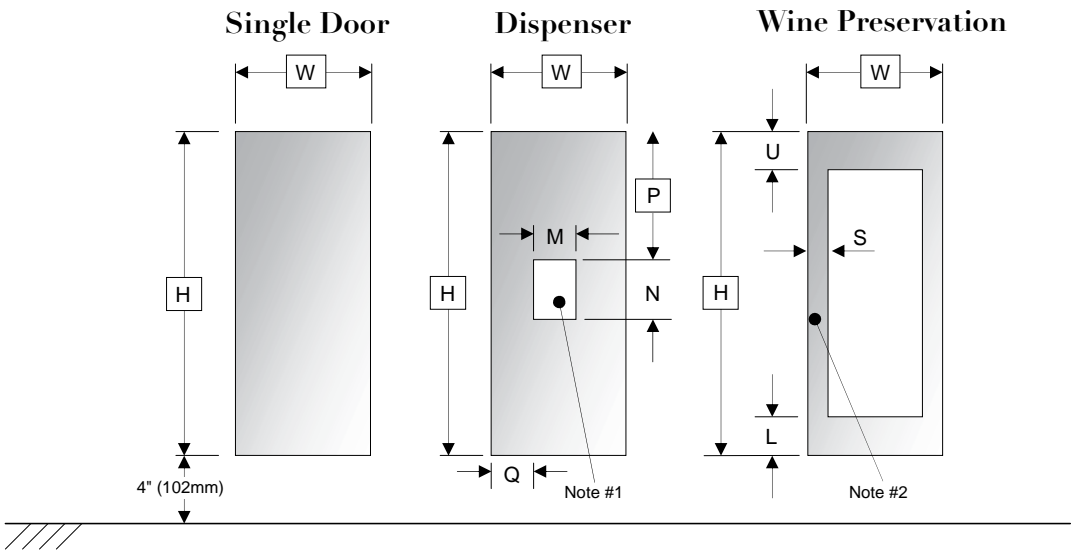 Single Door
Dispenser
Wine Preservation
W
W
W
U
P
M
S
H
H
N
H
L
4" (102mm)
Q
Note #1
Note #2